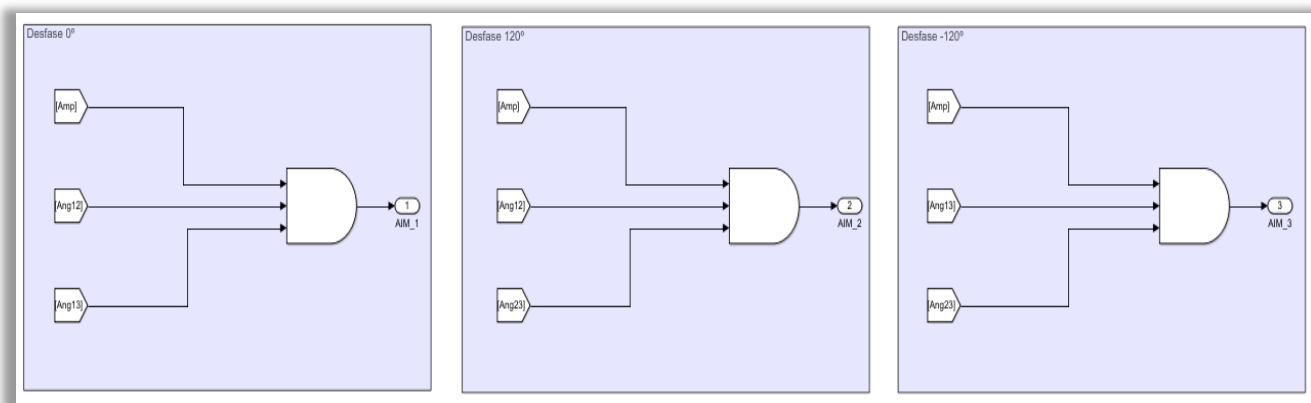 Desfase 0º
[Amp]
[Ang12]
[Ang13]
1
AIM_1
Desfase 120º
[Amp]
[Ang12]
[Ang23]
2
AIM_2
Desfase -120º
[Amp]
[Ang13]
[Ang23]
3
AIM_3